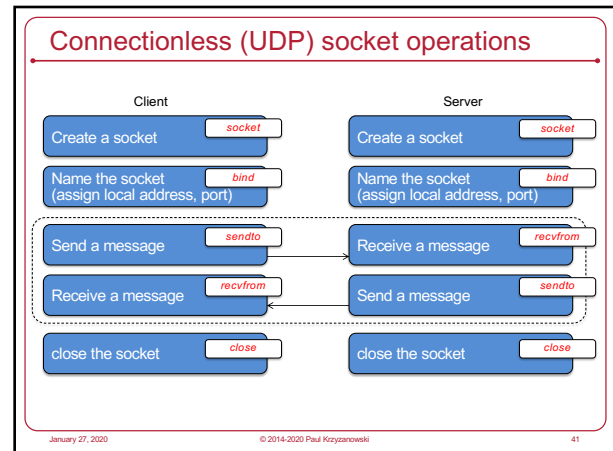 Connectionless (UDP) socket operations
Client
Server
Create a socket
socket
Create a socket
socket
Name the socket
(assign local address, port)
bind
Name the socket
(assign local address, port)
bind
Send a message
sendto
Receive a message
recvfrom
Receive a message
recvfrom
Send a message
sendto
close the socket
close
close the socket
close
January 27, 2020
© 2014-2020 Paul Krzyzanowski
41